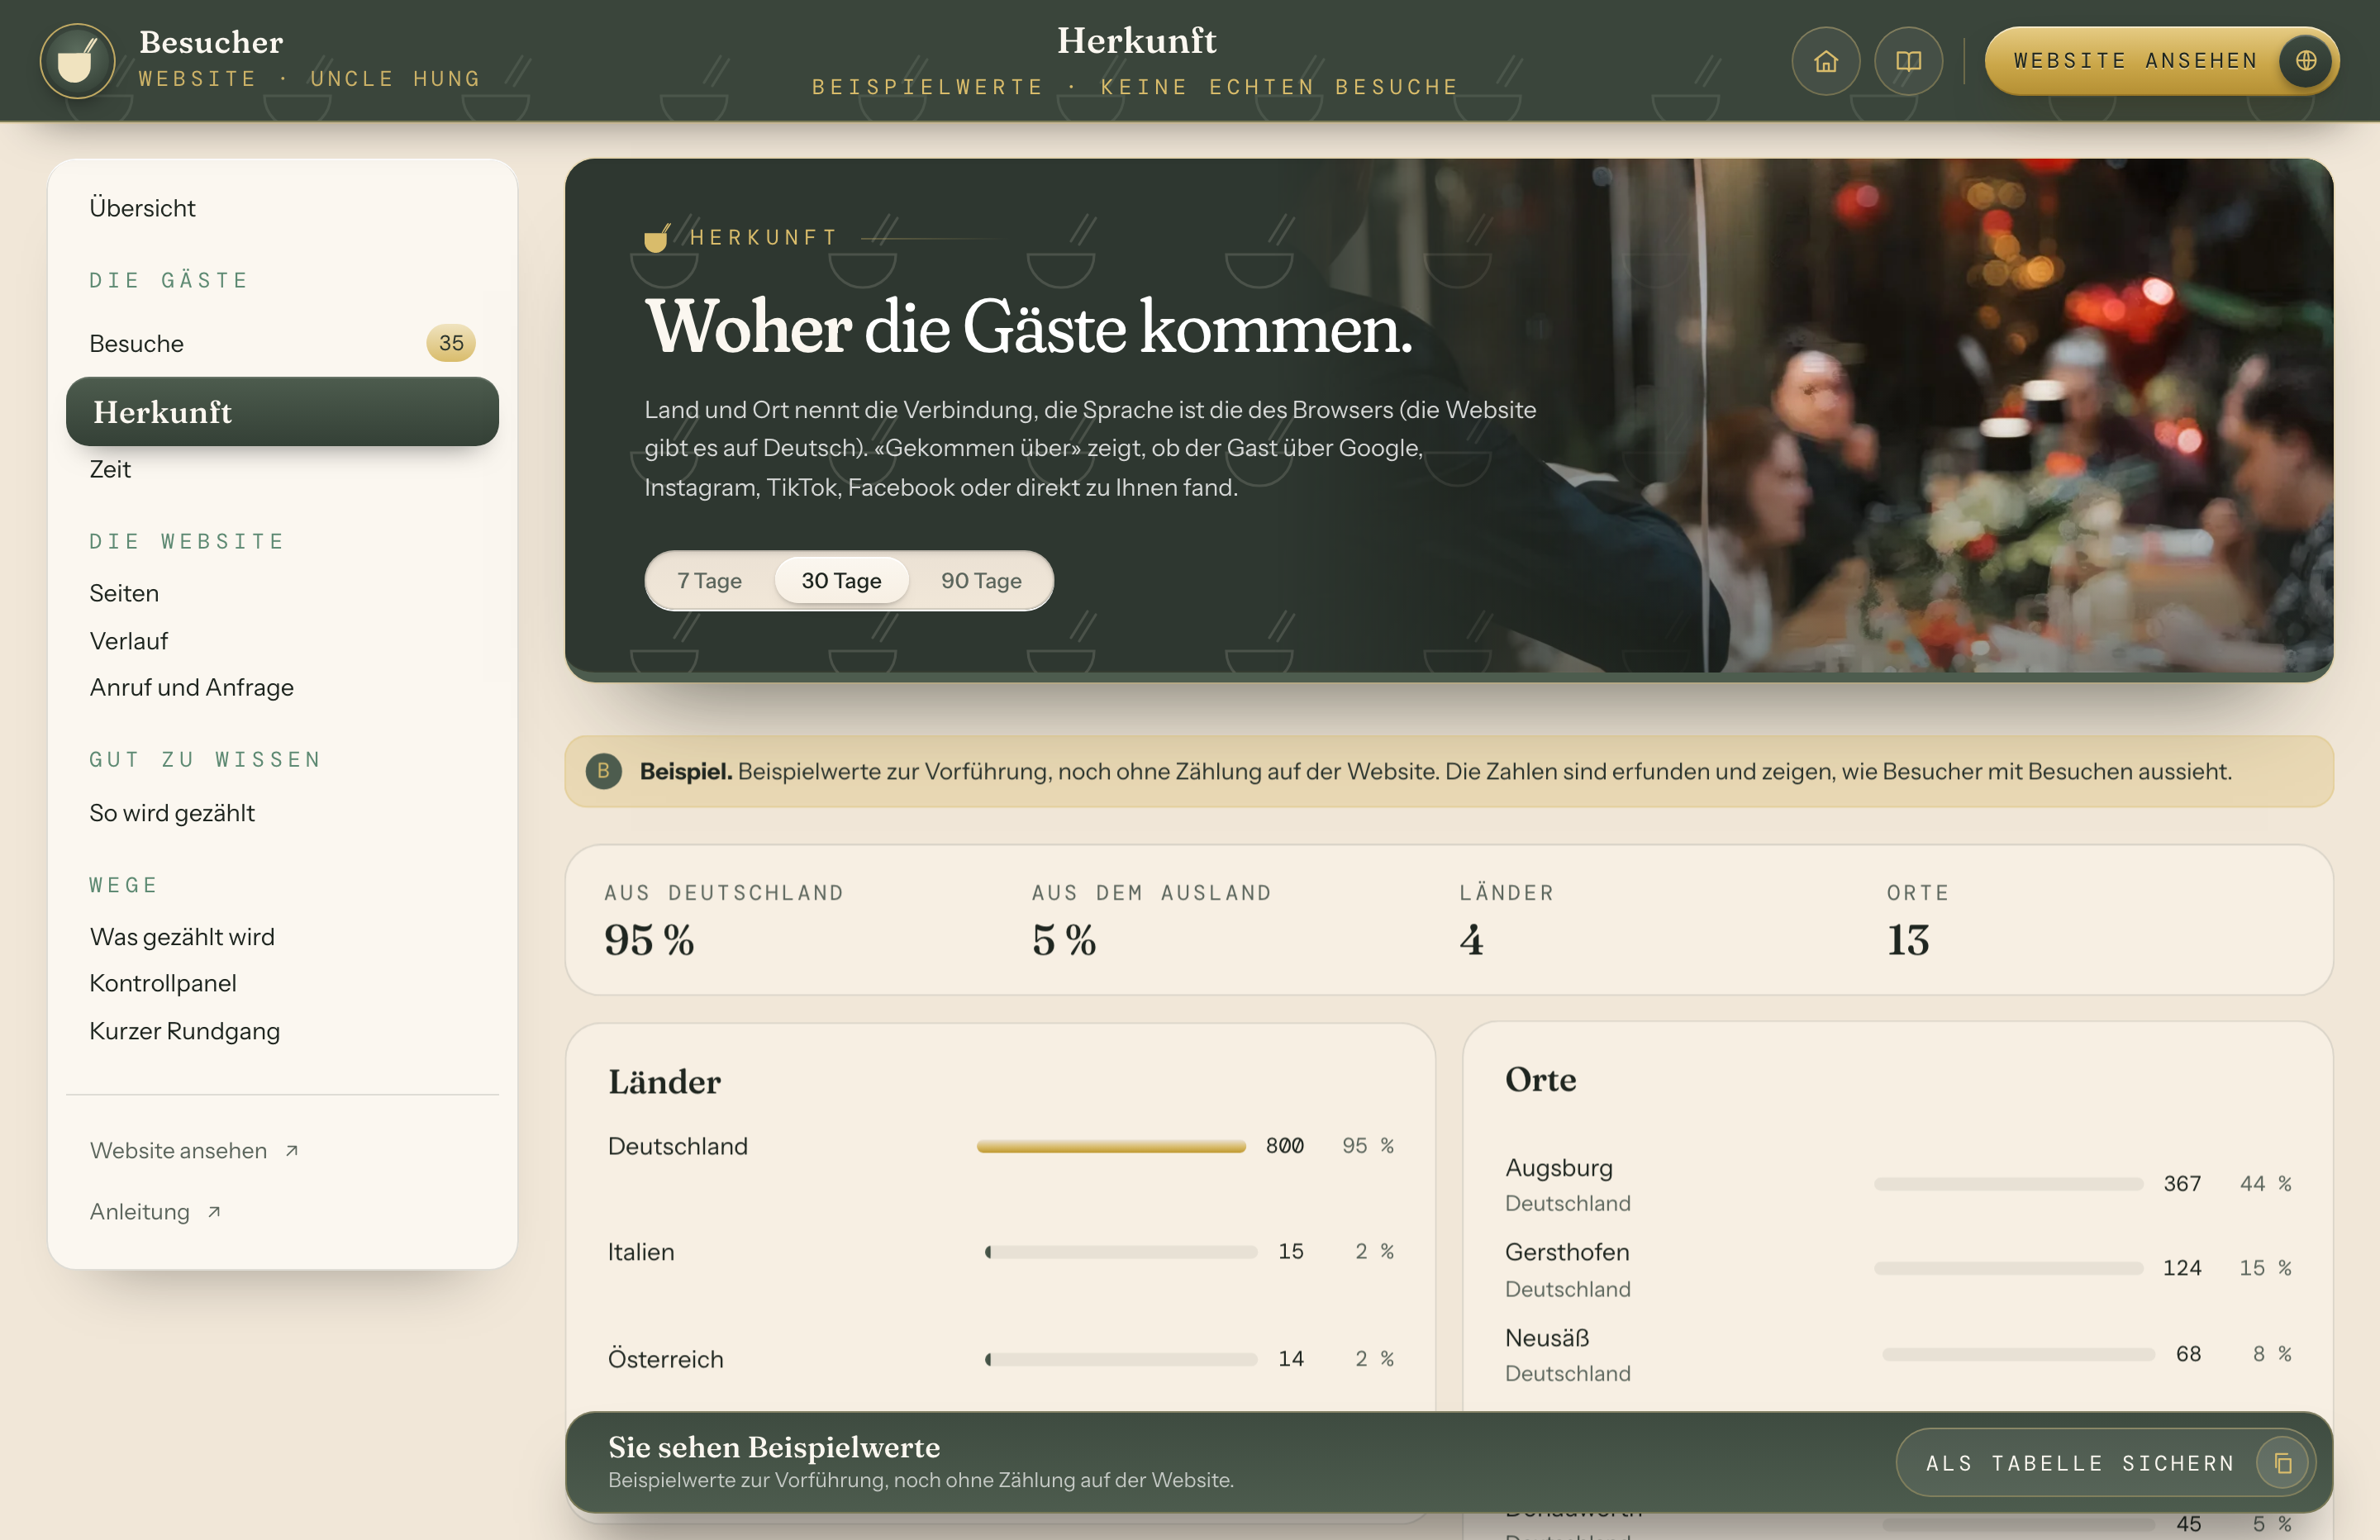 Besucher
WEBSITE · UNCLE HUNG
Herkunft
BEISPIELWERTE · KEINE ECHTEN BESUCHE
WEBSITE ANSEHEN
Übersicht
DIE GÄSTE
Besuche 35
Herkunft
Zeit
DIE WEBSITE
Seiten
Verlauf
Anruf und Anfrage
GUT ZU WISSEN
So wird gezählt
WEGE
Was gezählt wird
Kontrollpanel
Kurzer Rundgang
Website ansehen
Anleitung
HERKUNFT
Woher die Gäste kommen.
Land und Ort nennt die Verbindung, die Sprache ist die des Browsers (die Website
gibt es auf Deutsch). «Gekommen über» zeigt, ob der Gast über Google,
Instagram, TikTok, Facebook oder direkt zu Ihnen fand.
7 Tage 30 Tage 90 Tage
B Beispiel. Beispielwerte zur Vorführung, noch ohne Zählung auf der Website. Die Zahlen sind erfunden und zeigen, wie Besucher mit Besuchen aussieht.
AUS DEUTSCHLAND
95 %
AUS DEM AUSLAND
5 %
LÄNDER
4
ORTE
13
Länder
Deutschland 800 95 %
Italien 15 2 %
Österreich 14 2 %
Orte
Augsburg
Deutschland
367 44 %
Gersthofen
Deutschland
124 15 %
Neusäß
Deutschland
68 8 %
Sie sehen Beispielwerte
Beispielwerte zur Vorführung, noch ohne Zählung auf der Website.
ALS TABELLE SICHERN
45 5 %